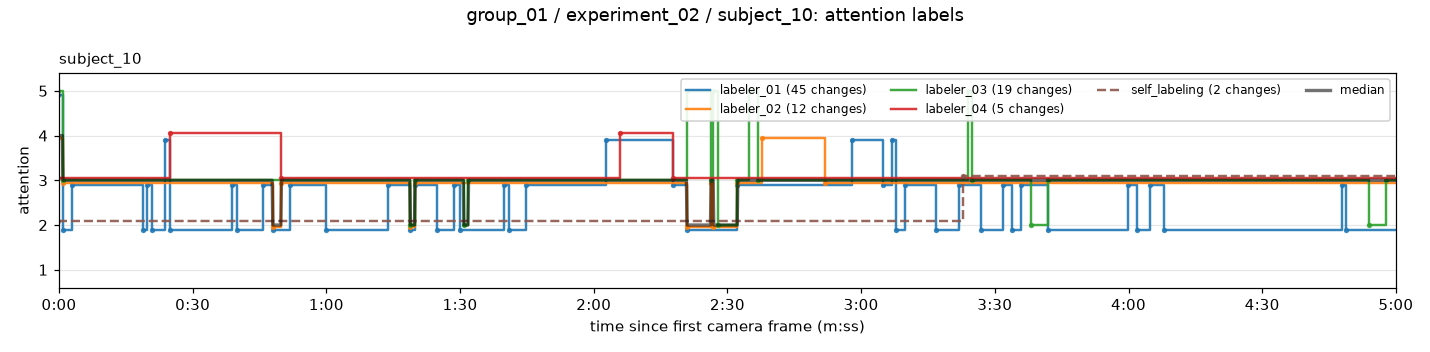 group_01 / experiment_02 / subject_10: attention labels
subject_10
labeler_01 (45 changes)
labeler_02 (12 changes)
labeler_03 (19 changes)
labeler_04 (5 changes)
self_labeling (2 changes)
median
attention
5
4
3
2
1
0:00 0:30 1:00 1:30 2:00 2:30 3:00 3:30 4:00 4:30 5:00
time since first camera frame (m:ss)